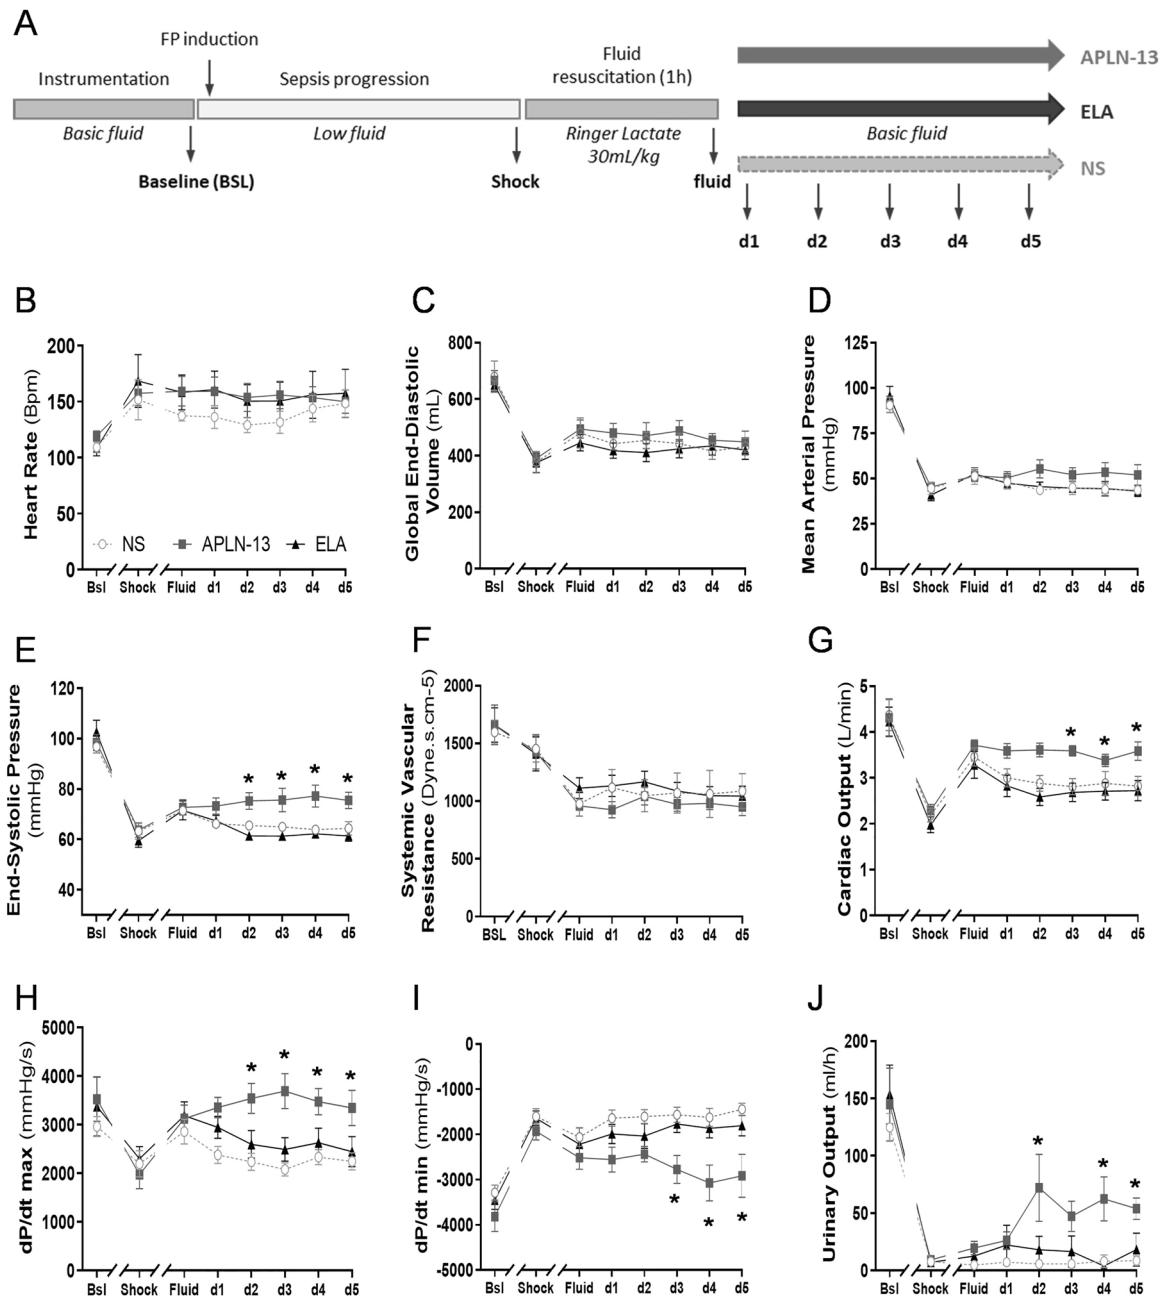 A
FP induction
Instrumentation
Sepsis progression
Fluid
resuscitation (1h)
APLN-13
ELA
NS
Basic fluid
Low fluid
Ringer Lactate
30mL/kg
Basic fluid
Baseline (BSL)
Shock
fluid
d1 d2 d3 d4 d5
B
Heart Rate (Bpm)
200
150
100
50
0
NS APLN-13 ELA
Bsl Shock Fluid d1 d2 d3 d4 d5
C
Global End-Diastolic
Volume (mL)
800
600
400
200
0
Bsl Shock Fluid d1 d2 d3 d4 d5
D
Mean Arterial Pressure
(mmHg)
125
100
75
50
25
0
Bsl Shock Fluid d1 d2 d3 d4 d5
E
End-Systolic Pressure
(mmHg)
120
100
80
60
40
* * * *
Bsl Shock Fluid d1 d2 d3 d4 d5
F
Systemic Vascular
Resistance (Dyne.s.cm-5)
2000
1500
1000
500
0
BSL Shock Fluid d1 d2 d3 d4 d5
G
Cardiac Output (L/min)
5
4
3
2
1
0
* * *
Bsl Shock Fluid d1 d2 d3 d4 d5
H
dP/dt max (mmHg/s)
5000
4000
3000
2000
1000
0
* * * *
Bsl Shock Fluid d1 d2 d3 d4 d5
I
dP/dt min (mmHg/s)
0
-1000
-2000
-3000
-4000
-5000
* * *
Bsl Shock Fluid d1 d2 d3 d4 d5
J
Urinary Output (ml/h)
200
150
100
50
0
* * *
Bsl Shock Fluid d1 d2 d3 d4 d5